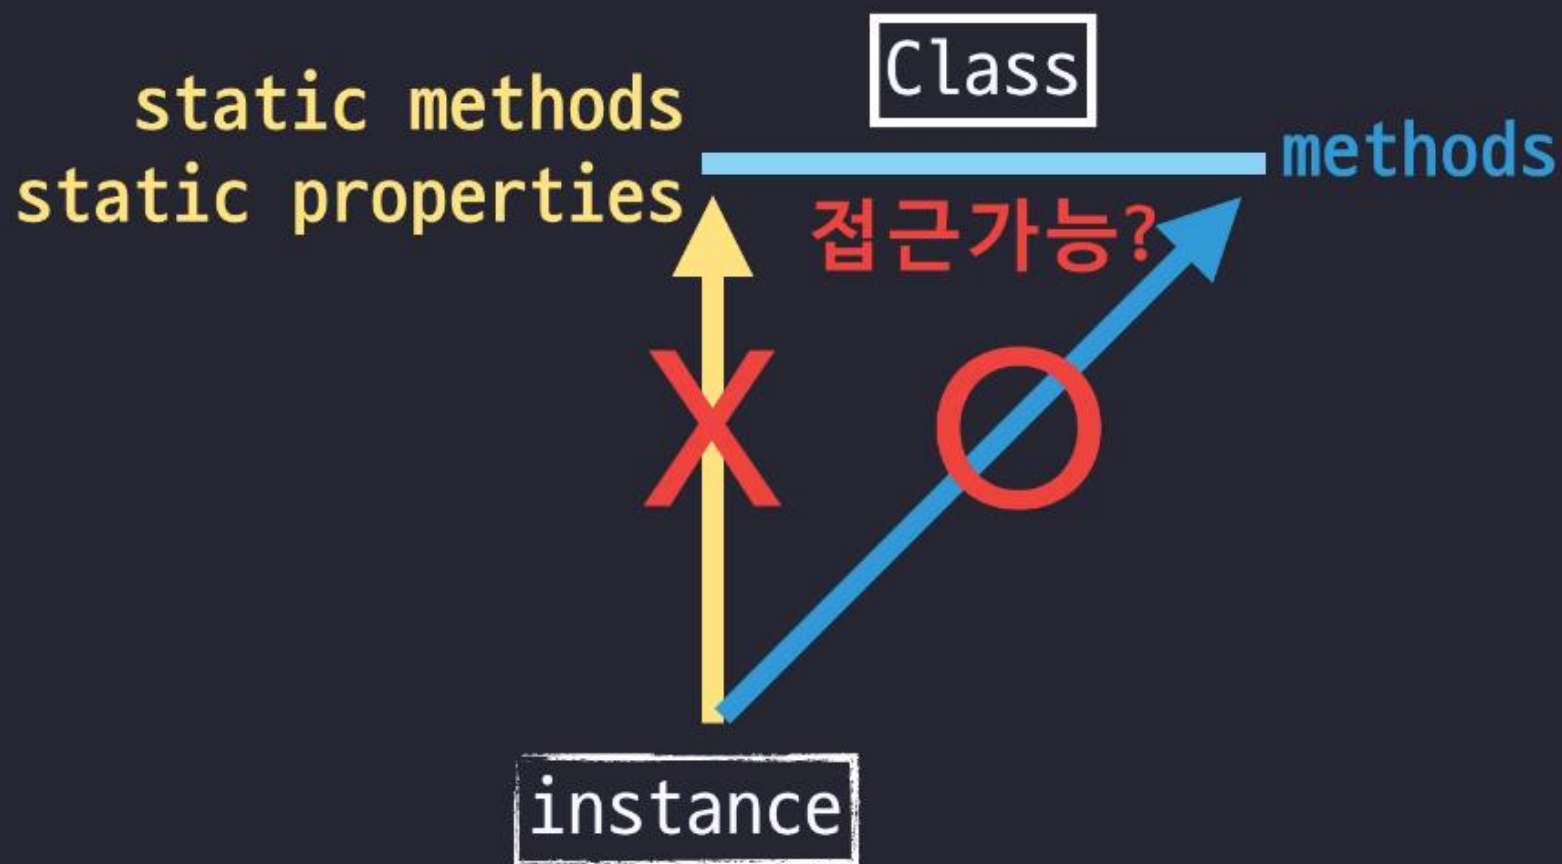 Class
static methods
static properties
methods
접근가능?
X
O
instance